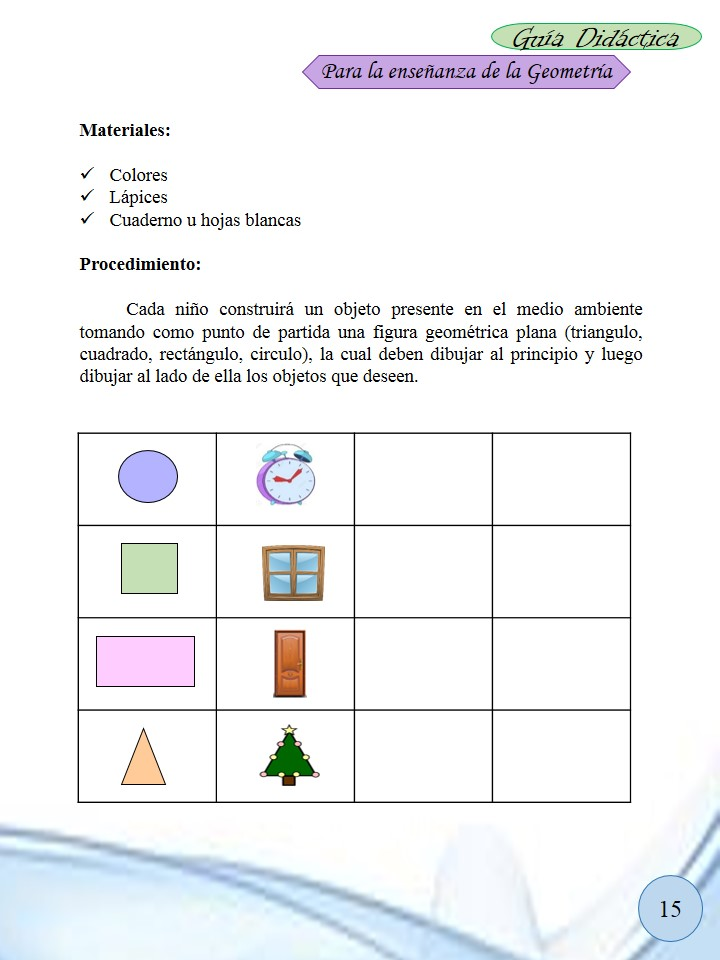 Guía Didáctica
Para la enseñanza de la Geometría
Materiales:
✓ Colores
✓ Lápices
✓ Cuaderno u hojas blancas
Procedimiento:
Cada niño construirá un objeto presente en el medio ambiente
tomando como punto de partida una figura geométrica plana (triangulo,
cuadrado, rectángulo, circulo), la cual deben dibujar al principio y luego
dibujar al lado de ella los objetos que deseen.
15